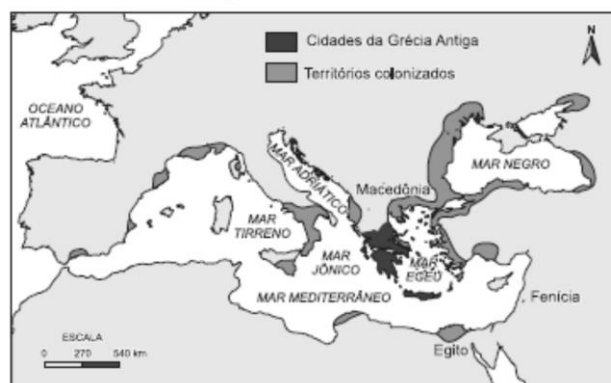 Cidades da Grécia Antiga
Territórios colonizados
N
OCEANO
ATLÂNTICO
MAR ADRIÁTICO
MAR NEGRO
Macedônia
MAR
TIRRENO
MAR
JÔNICO
MAR
EGEU
MAR MEDITERRÂNEO
Fenícia
Egito
ESCALA
0 270 540 km